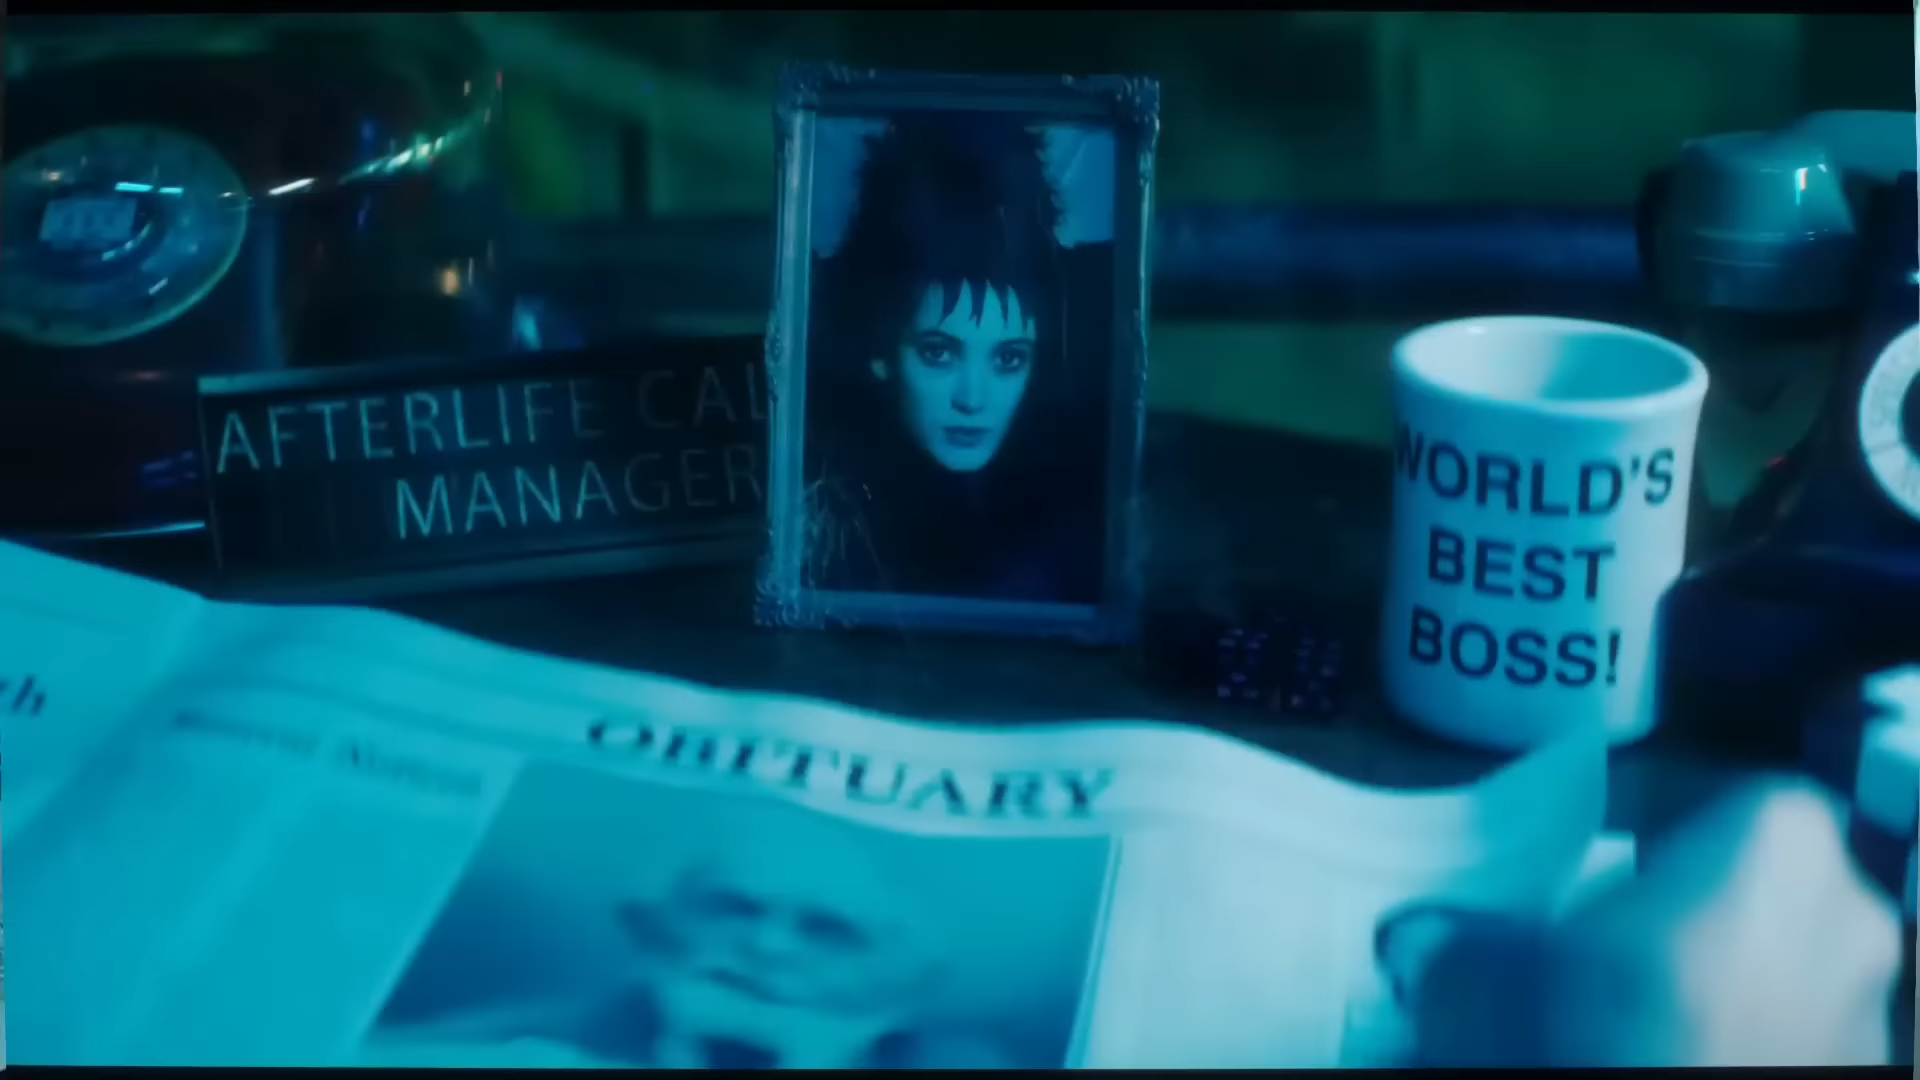 AFTERLIFE CAL
MANAGER
WORLD'S
BEST
BOSS!
OBITUARY